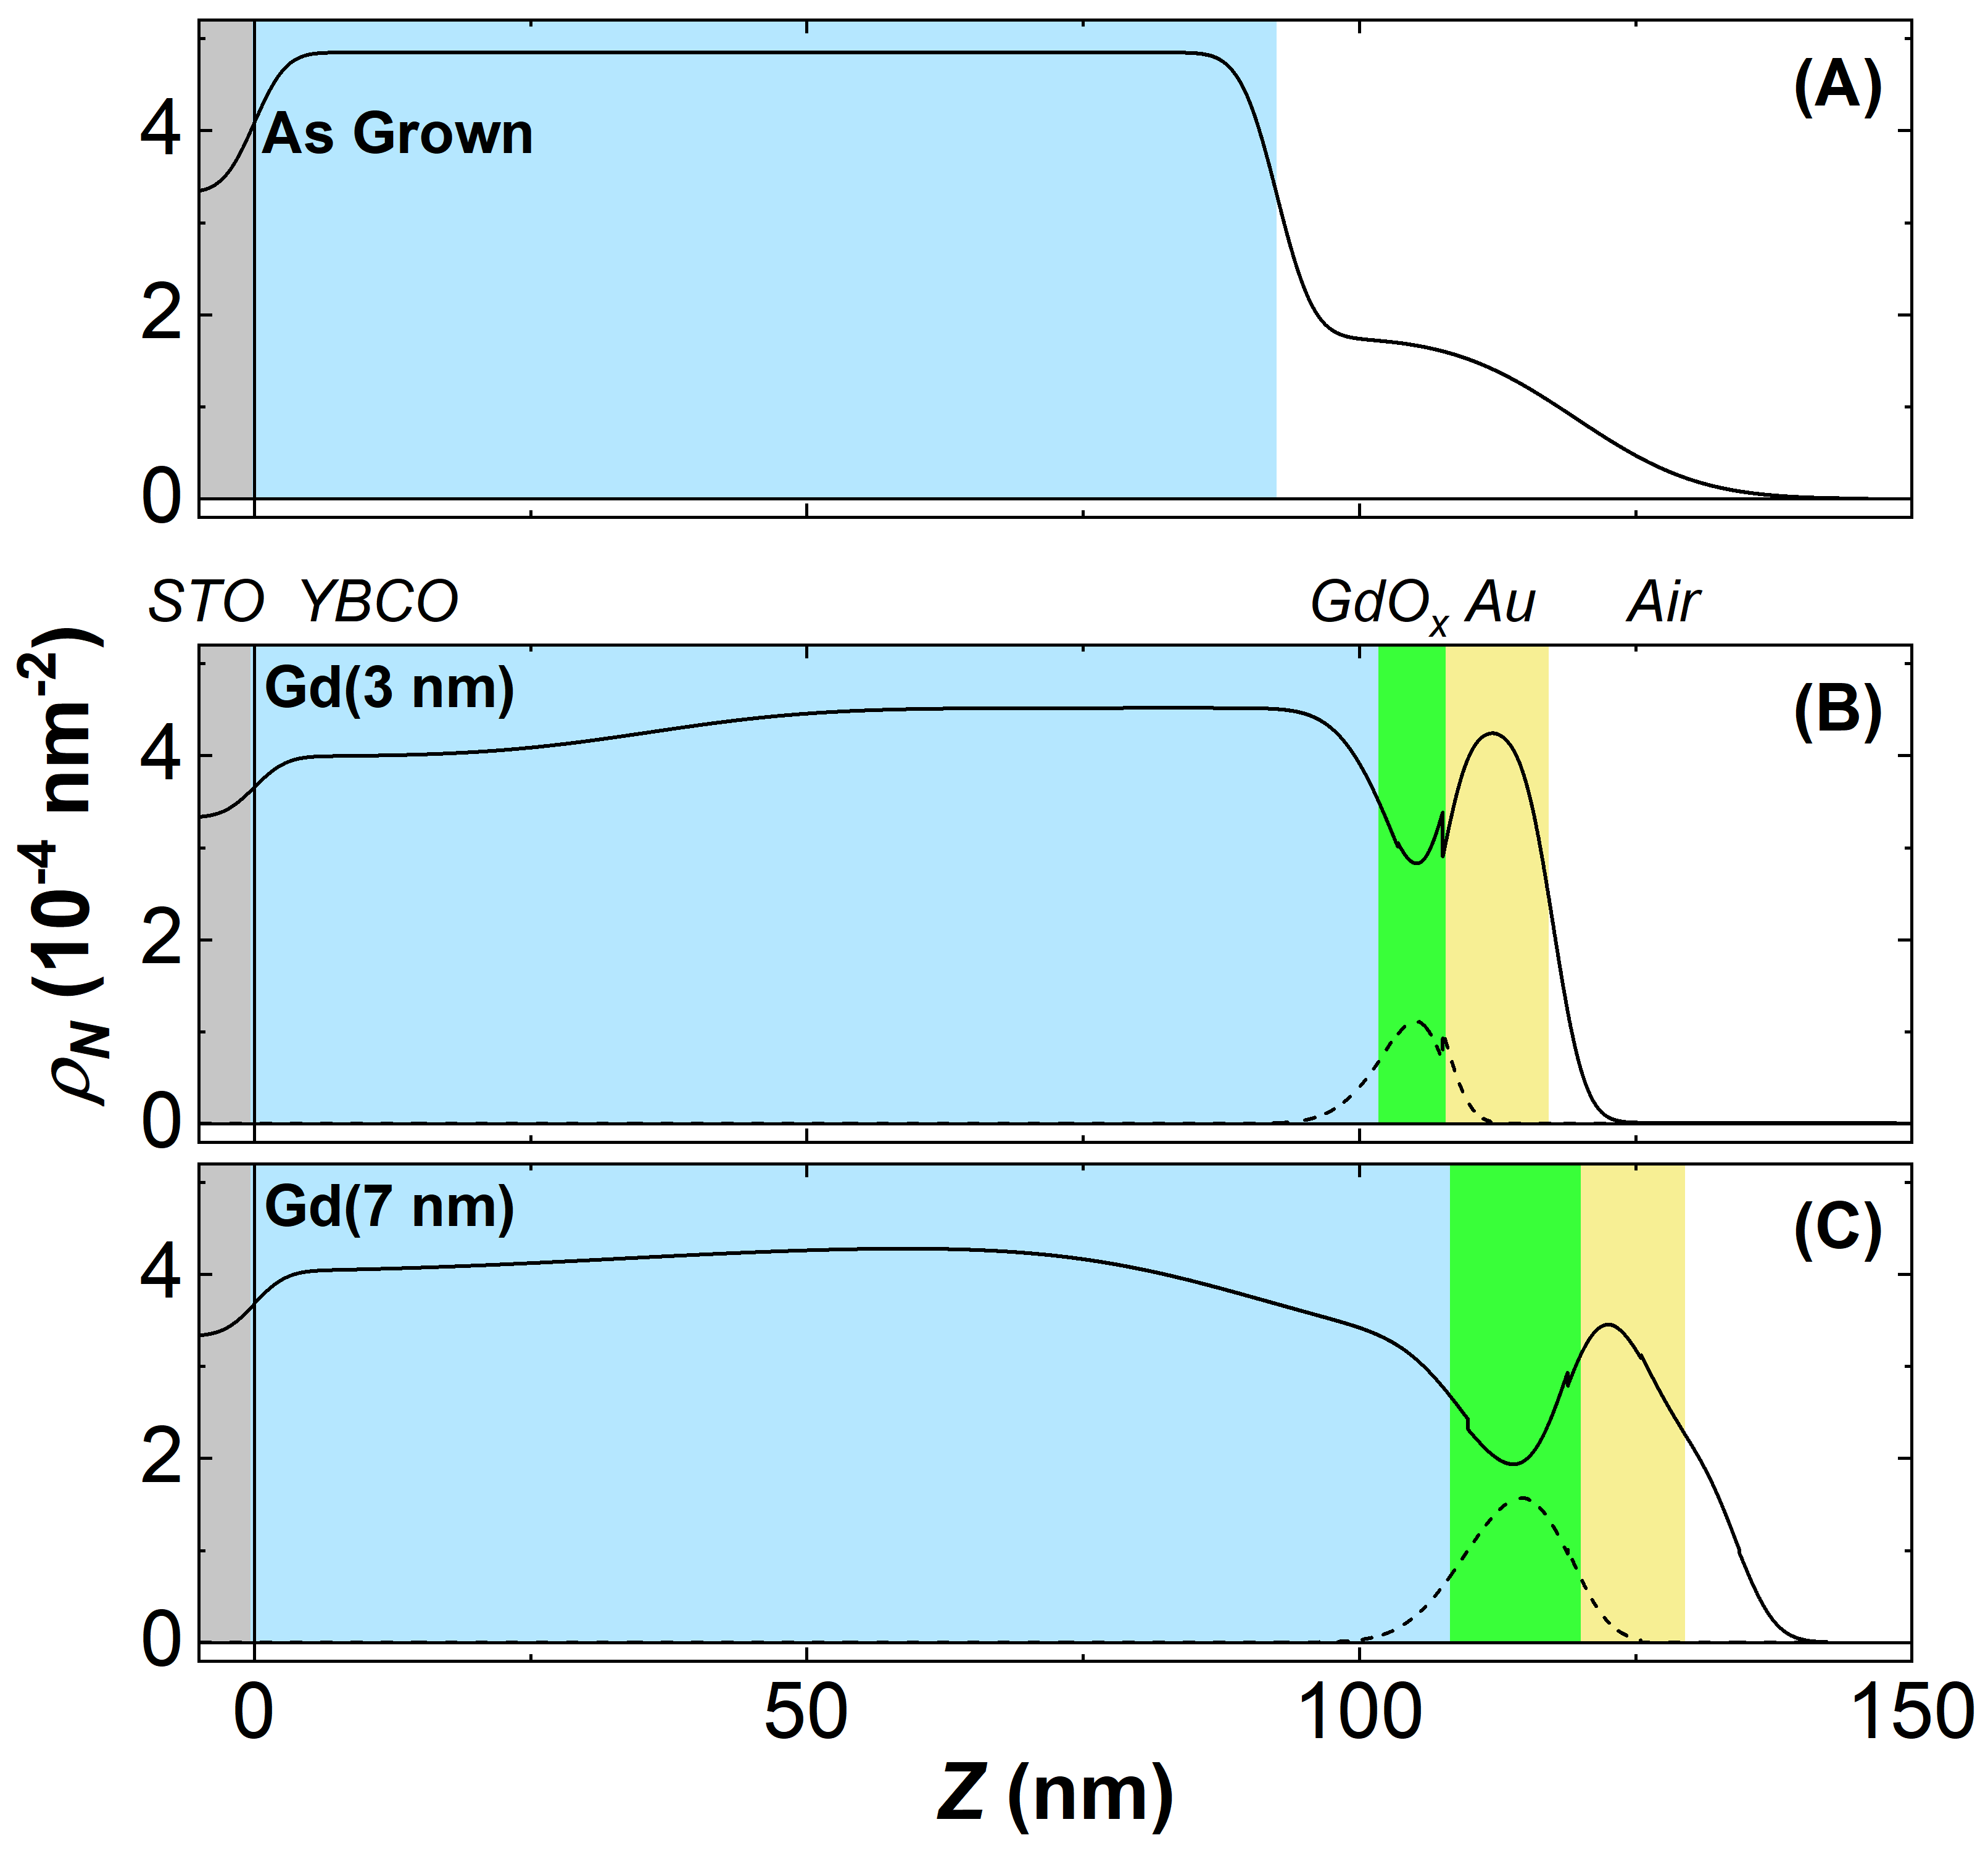 (A)
4
As Grown
2
0
STO YBCO GdOₓ Au Air
Gd(3 nm)
(B)
4
2
0
Gd(7 nm)
(C)
4
2
0
0 50 100 150
Z (nm)
ρN (10⁻⁴ nm⁻²)